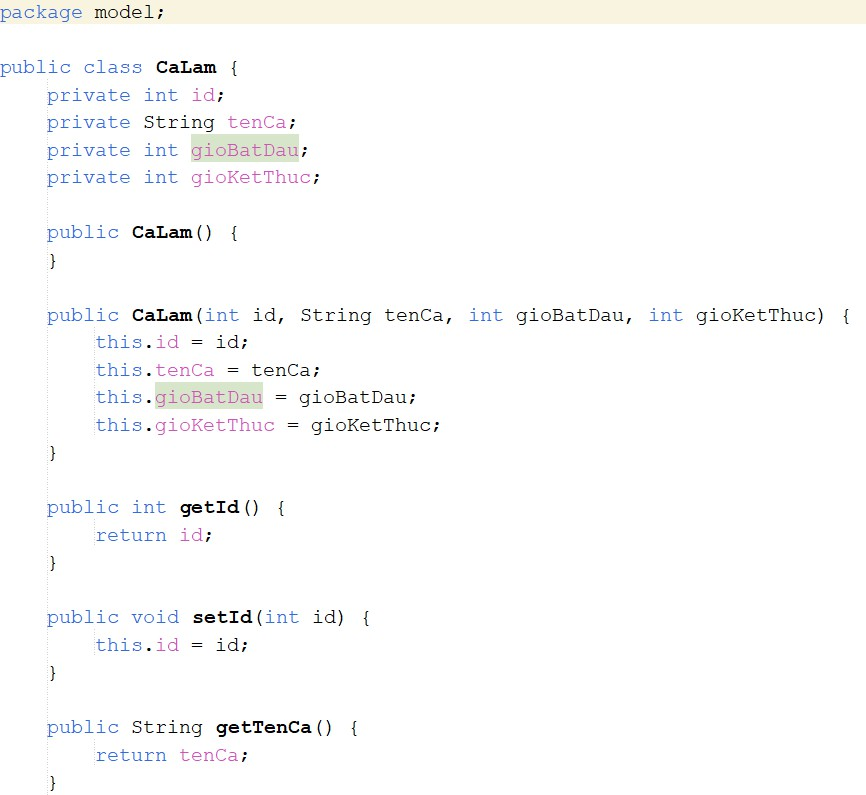 package model;

public class CaLam {
    private int id;
    private String tenCa;
    private int gioBatDau;
    private int gioKetThuc;

    public CaLam() {
    }

    public CaLam(int id, String tenCa, int gioBatDau, int gioKetThuc) {
        this.id = id;
        this.tenCa = tenCa;
        this.gioBatDau = gioBatDau;
        this.gioKetThuc = gioKetThuc;
    }

    public int getId() {
        return id;
    }

    public void setId(int id) {
        this.id = id;
    }

    public String getTenCa() {
        return tenCa;
    }